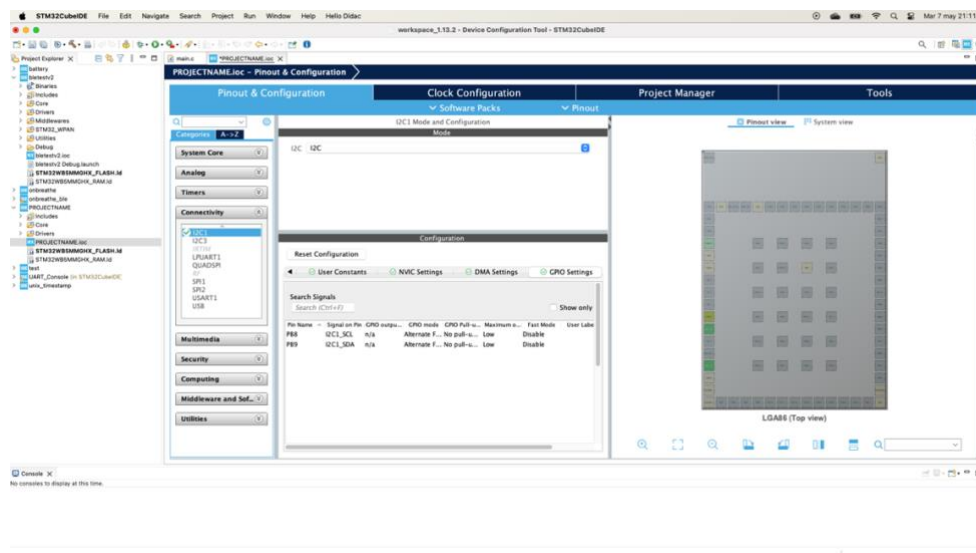 STM32CubeIDE File Edit Navigate Search Project Run Window Help Hello Didac
Mar 7 may 21:11
workspace_1.13.2 - Device Configuration Tool - STM32CubeIDE
Project Explorer
main.c
*PROJECTNAME.ioc
battery
bletestv2
Binaries
Includes
Core
Drivers
Middlewares
STM32_WPAN
Utilities
Debug
bletestv2.ioc
bletestv2 Debug.launch
STM32WB5MMGHX_FLASH.ld
STM32WB5MMGHX_RAM.ld
onbreathe
onbreathe_ble
PROJECTNAME
Includes
Core
Drivers
PROJECTNAME.ioc
STM32WB5MMGHX_FLASH.ld
STM32WB5MMGHX_RAM.ld
test
UART_Console (in STM32CubeIDE)
unix_timestamp
PROJECTNAME.ioc - Pinout & Configuration
Pinout & Configuration
Clock Configuration
Project Manager
Tools
Software Packs
Pinout
Categories A->Z
System Core
Analog
Timers
Connectivity
I2C1
I2C3
LPUART1
QUADSPI
RF
SPI1
SPI2
USART1
USB
Multimedia
Security
Computing
Middleware and Sof...
Utilities
I2C1 Mode and Configuration
Mode
I2C I2C
Configuration
Reset Configuration
User Constants
NVIC Settings
DMA Settings
GPIO Settings
Search Signals
Search (Ctrl+F)
Show only
Pin Name Signal on Pin GPIO outpu... GPIO mode GPIO Pull-u... Maximum o... Fast Mode User Labe
PB8 I2C1_SCL n/a Alternate F... No pull-u... Low Disable
PB9 I2C1_SDA n/a Alternate F... No pull-u... Low Disable
Pinout view
System view
LGA86 (Top view)
Console
No consoles to display at this time.